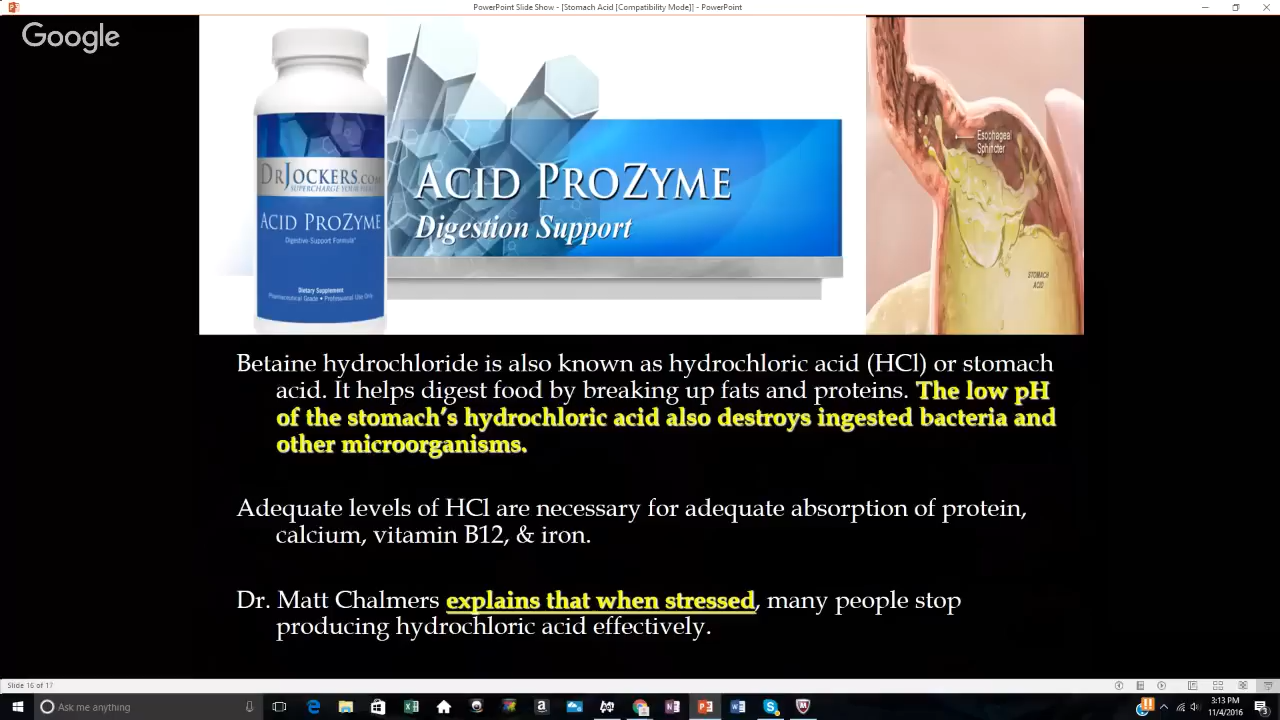 PowerPoint Slide Show - [Stomach Acid [Compatibility Mode]] - PowerPoint
Google
DRJOCKERS.COM
SUPERCHARGE YOUR
ACID PROZYME
Digestive-Support Formula*
Dietary Supplement
Pharmaceutical Grade • Professional Use Only
ACID PROZYME
Digestion Support
Esophageal
Sphincter
STOMACH
ACID
Betaine hydrochloride is also known as hydrochloric acid (HCl) or stomach
acid. It helps digest food by breaking up fats and proteins. The low pH
of the stomach's hydrochloric acid also destroys ingested bacteria and
other microorganisms.
Adequate levels of HCl are necessary for adequate absorption of protein,
calcium, vitamin B12, & iron.
Dr. Matt Chalmers explains that when stressed, many people stop
producing hydrochloric acid effectively.
Slide 16 of 17
Ask me anything
3:13 PM
11/4/2016